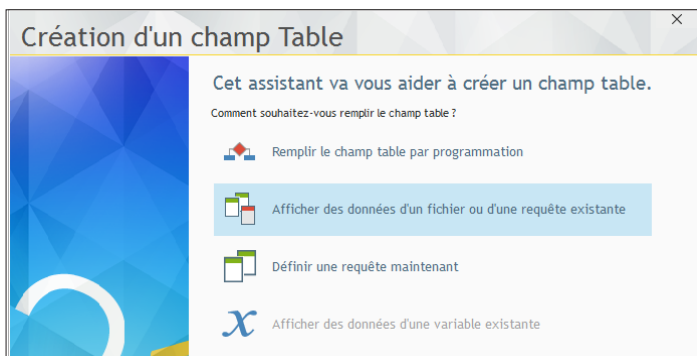 Création d'un champ Table
Cet assistant va vous aider à créer un champ table.
Comment souhaitez-vous remplir le champ table ?
Remplir le champ table par programmation
Afficher des données d'un fichier ou d'une requête existante
Définir une requête maintenant
Afficher des données d'une variable existante